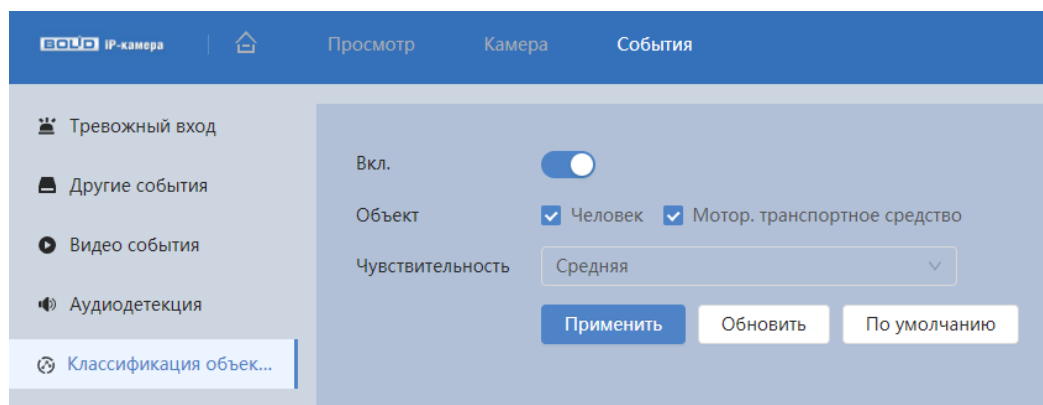 BOLID IP-камера Просмотр Камера События
Тревожный вход
Другие события
Видео события
Аудиодетекция
Классификация объек...
Вкл.
Объект Человек Мотор. транспортное средство
Чувствительность Средняя
Применить Обновить По умолчанию